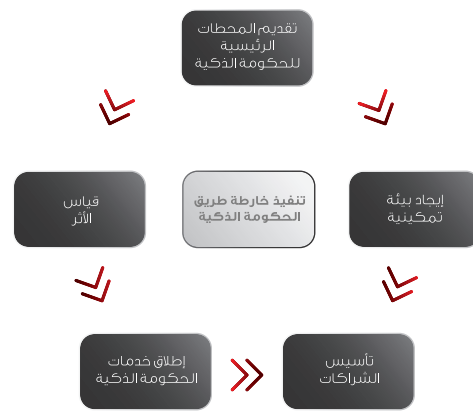 تقديم المحطات
الرئيسية
للحكومة الذكية
إيجاد بيئة
تمكينية
تنفيذ خارطة طريق
الحكومة الذكية
قياس
الأثر
تأسيس
الشراكات
إطلاق خدمات
الحكومة الذكية